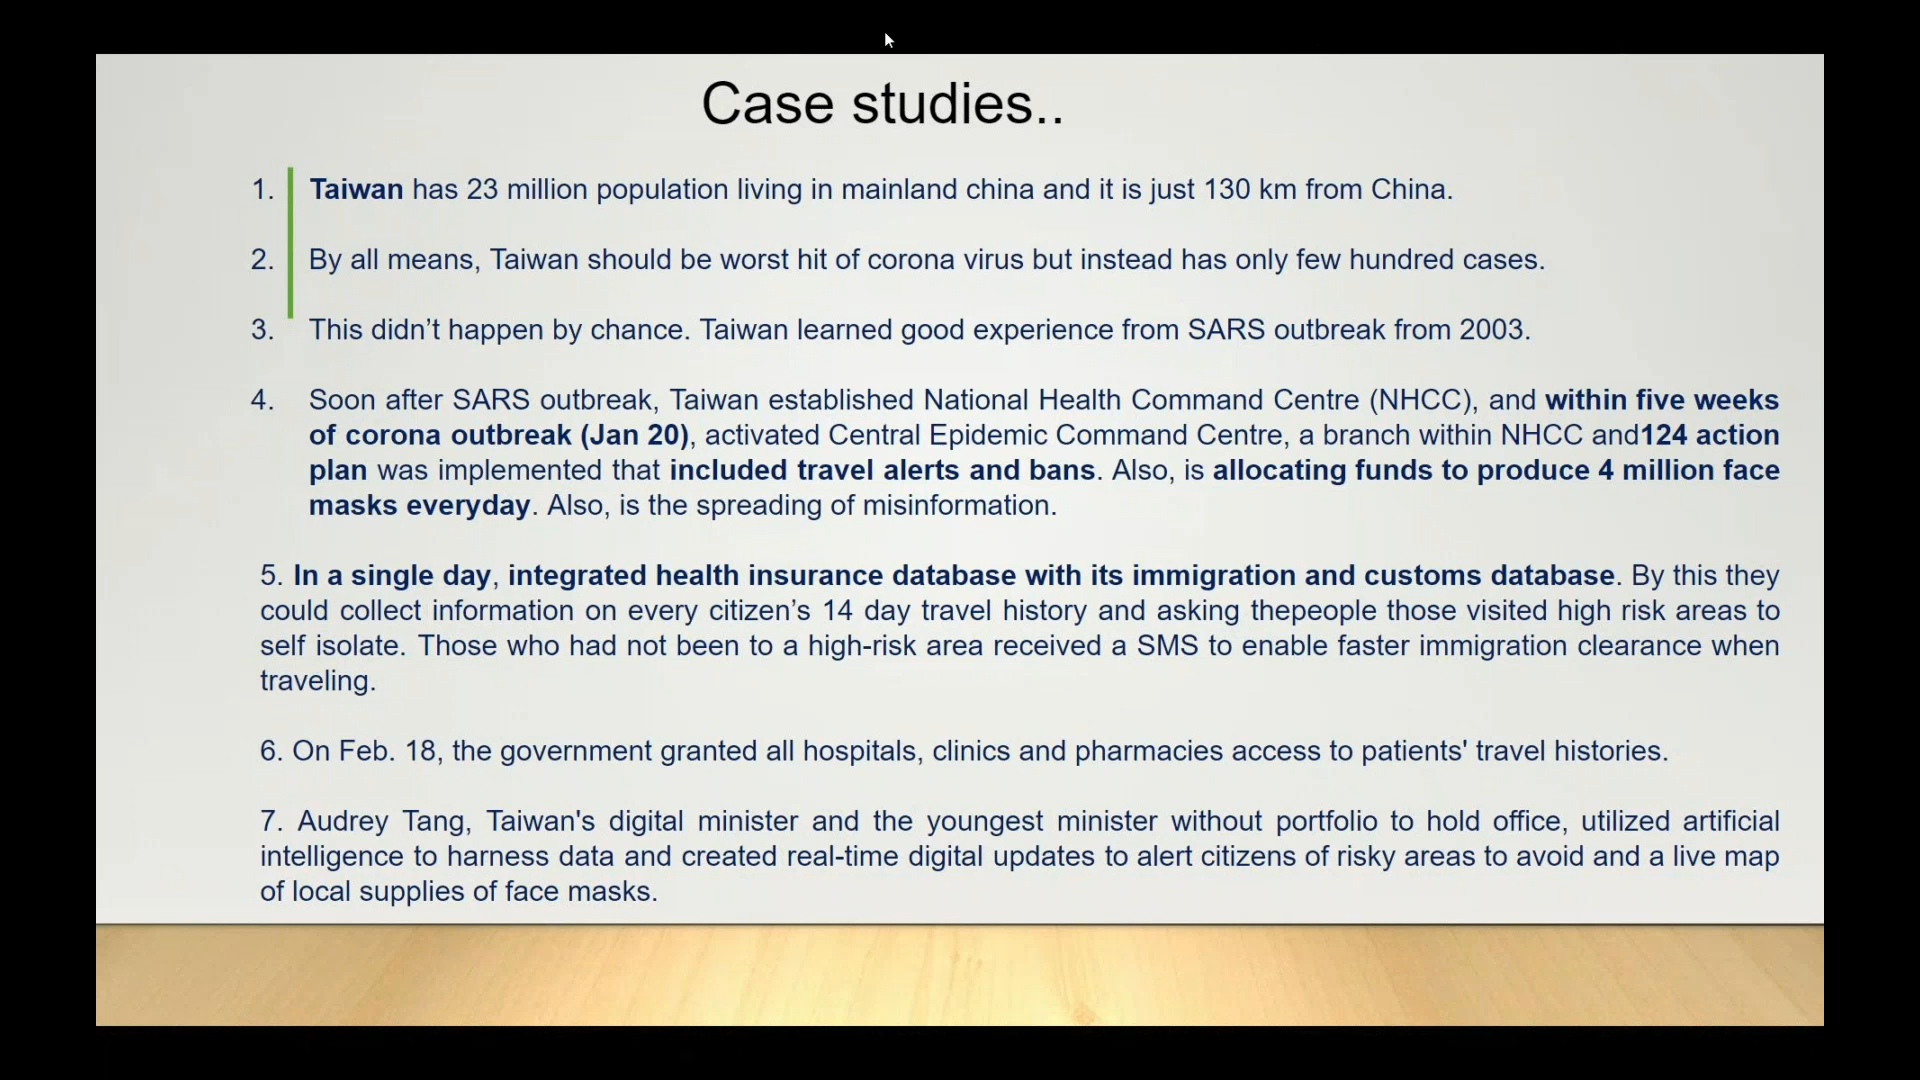 Case studies..
1. Taiwan has 23 million population living in mainland china and it is just 130 km from China.
2. By all means, Taiwan should be worst hit of corona virus but instead has only few hundred cases.
3. This didn’t happen by chance. Taiwan learned good experience from SARS outbreak from 2003.
4. Soon after SARS outbreak, Taiwan established National Health Command Centre (NHCC), and within five weeks
of corona outbreak (Jan 20), activated Central Epidemic Command Centre, a branch within NHCC and124 action
plan was implemented that included travel alerts and bans. Also, is allocating funds to produce 4 million face
masks everyday. Also, is the spreading of misinformation.
5. In a single day, integrated health insurance database with its immigration and customs database. By this they
could collect information on every citizen’s 14 day travel history and asking thepeople those visited high risk areas to
self isolate. Those who had not been to a high-risk area received a SMS to enable faster immigration clearance when
traveling.
6. On Feb. 18, the government granted all hospitals, clinics and pharmacies access to patients' travel histories.
7. Audrey Tang, Taiwan's digital minister and the youngest minister without portfolio to hold office, utilized artificial
intelligence to harness data and created real-time digital updates to alert citizens of risky areas to avoid and a live map
of local supplies of face masks.